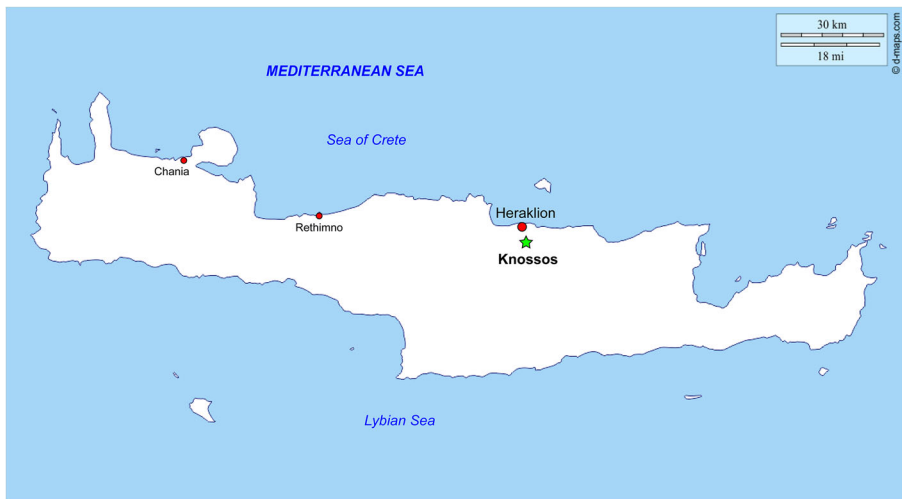 30 km
18 mi
© d-maps.com
MEDITERRANEAN SEA
Sea of Crete
Chania
Rethimno
Heraklion
Knossos
Lybian Sea